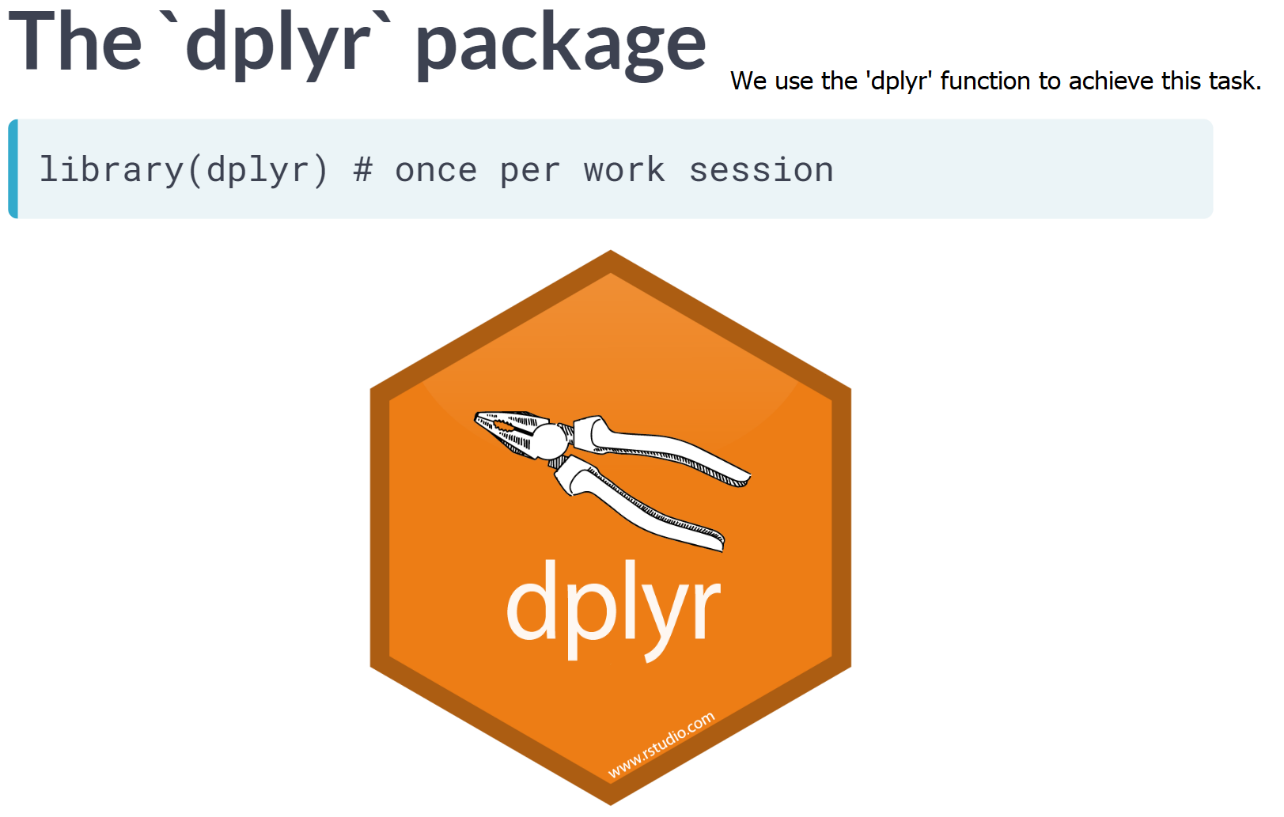 The `dplyr` package
We use the 'dplyr' function to achieve this task.
library(dplyr) # once per work session
dplyr
www.rstudio.com